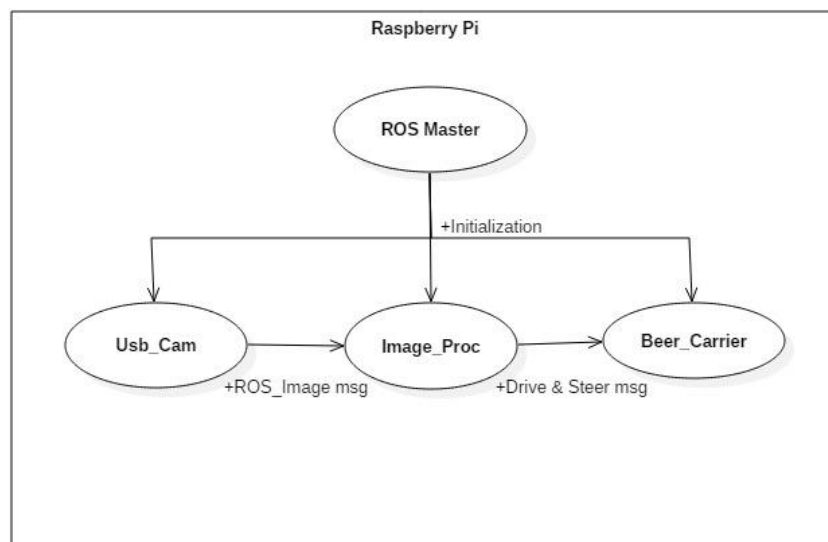 Raspberry Pi
ROS Master
+Initialization
Usb_Cam
Image_Proc
Beer_Carrier
+ROS_Image msg
+Drive & Steer msg